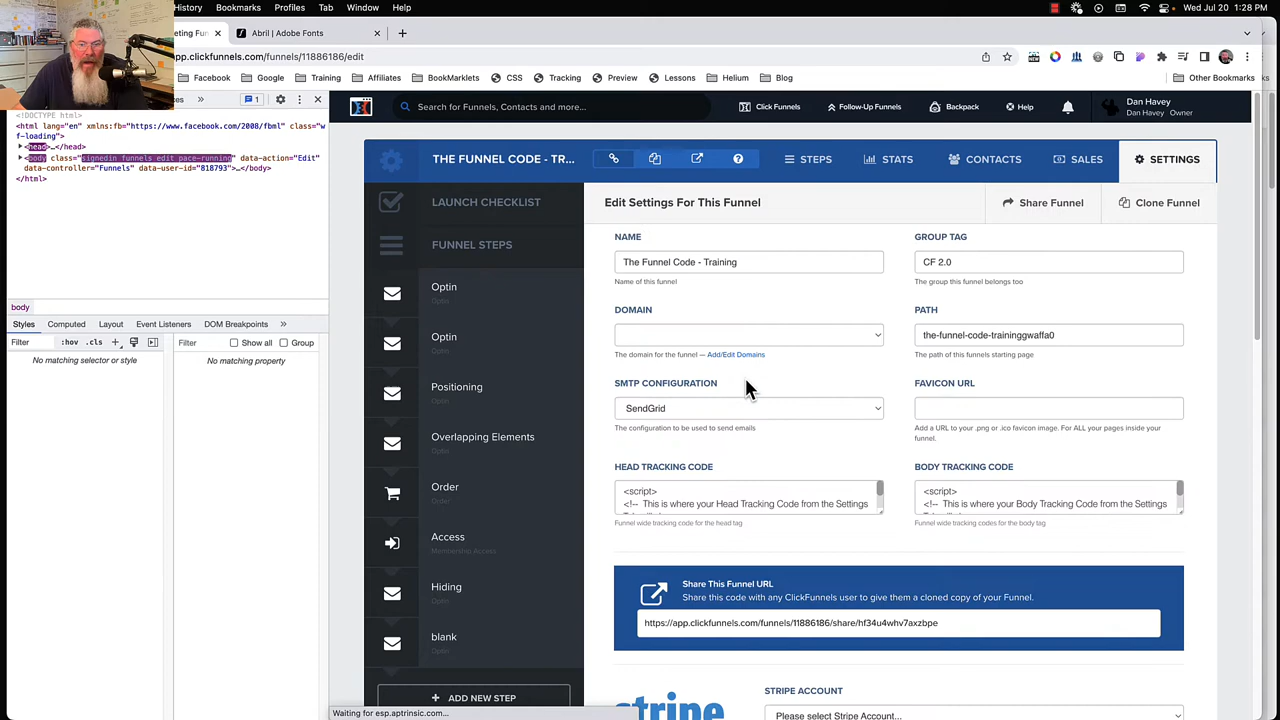 History Bookmarks Profiles Tab Window Help Wed Jul 20 1:28 PM
eting Fun Abril | Adobe Fonts
app.clickfunnels.com/funnels/11886186/edit
Facebook Google Training Affiliates BookMarklets CSS Tracking Preview Lessons Helium Blog Other Bookmarks
1
Search for Funnels, Contacts and more...
Click Funnels
Follow-Up Funnels
Backpack
Help
Dan Havey
Dan Havey Owner
<!DOCTYPE html>
<html lang="en" xmlns:fb="https://www.facebook.com/2008/fbml" class="w
f-loading">
<head>…</head>
<body class="signedin funnels edit pace-running" data-action="Edit"
data-controller="Funnels" data-user-id="818793">…</body>
</html>
body
Styles Computed Layout Event Listeners DOM Breakpoints
Filter :hov .cls Filter Show all Group
No matching selector or style
No matching property
THE FUNNEL CODE - TR...
STEPS
STATS
CONTACTS
SALES
SETTINGS
LAUNCH CHECKLIST
FUNNEL STEPS
Optin
Optin
Optin
Optin
Positioning
Optin
Overlapping Elements
Optin
Order
Order
Access
Membership Access
Hiding
Optin
blank
Optin
ADD NEW STEP
Edit Settings For This Funnel
Share Funnel
Clone Funnel
NAME
The Funnel Code - Training
Name of this funnel
GROUP TAG
CF 2.0
The group this funnel belongs too
DOMAIN
The domain for the funnel — Add/Edit Domains
PATH
the-funnel-code-traininggwaffa0
The path of this funnels starting page
SMTP CONFIGURATION
SendGrid
The configuration to be used to send emails
FAVICON URL
Add a URL to your .png or .ico favicon image. For ALL your pages inside your
funnel.
HEAD TRACKING CODE
<script>
<!-- This is where your Head Tracking Code from the Settings
Funnel wide tracking code for the head tag
BODY TRACKING CODE
<script>
<!-- This is where your Body Tracking Code from the Settings
Funnel wide tracking codes for the body tag
Share This Funnel URL
Share this code with any ClickFunnels user to give them a cloned copy of your Funnel.
https://app.clickfunnels.com/funnels/11886186/share/hf34u4whv7axzbpe
stripe
STRIPE ACCOUNT
Please select Stripe Account...
Waiting for esp.aptrinsic.com...